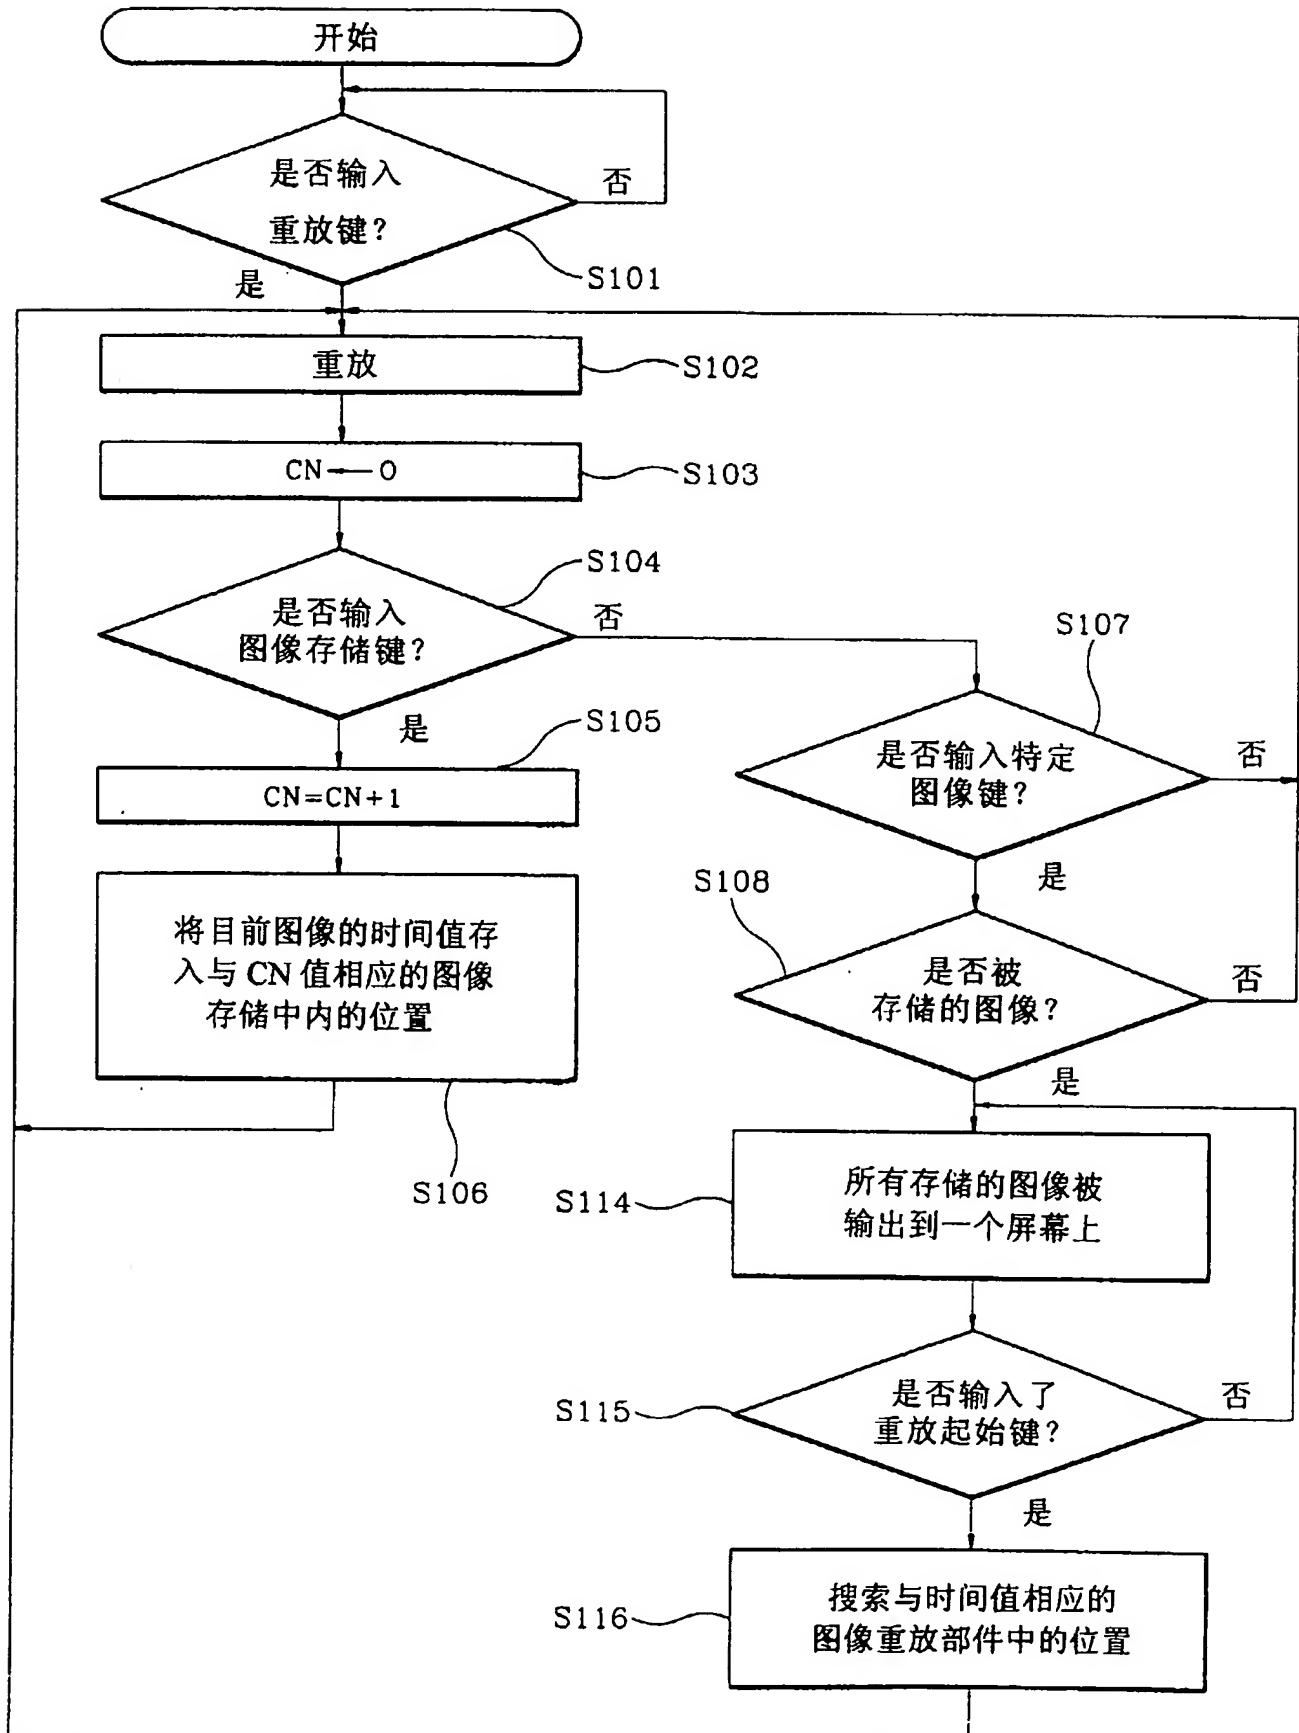 开始
是否输入
重放键?
否
是
S101
重放
S102
CN←0
S103
S104
是否输入
图像存储键?
否
是
S105
CN=CN+1
将目前图像的时间值存
入与CN值相应的图像
存储中内的位置
S106
S107
是否输入特定
图像键?
否
是
S108
是否被
存储的图像?
否
是
所有存储的图像被
输出到一个屏幕上
S114
是否输入了
重放起始键?
否
S115
是
搜索与时间值相应的
图像重放部件中的位置
S116